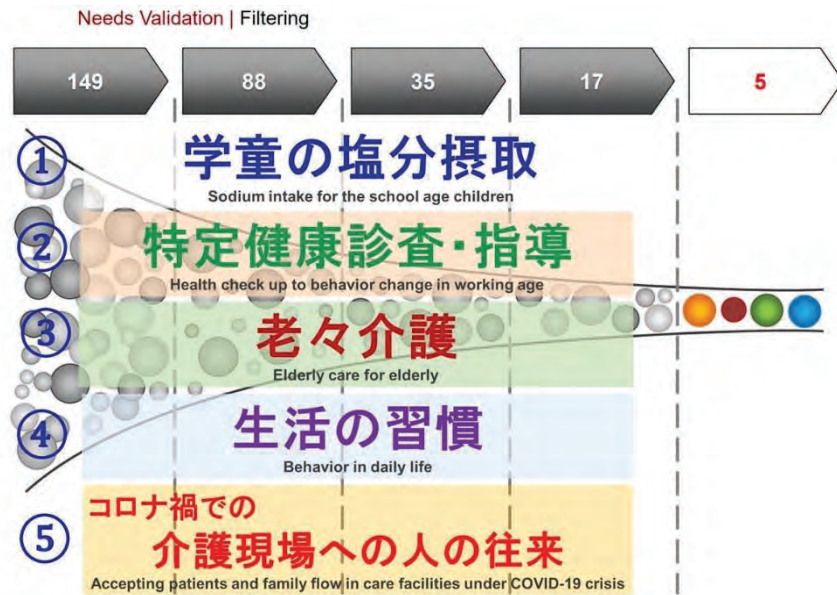 Needs Validation | Filtering
149 88 35 17 5
① 学童の塩分摂取
Sodium intake for the school age children
② 特定健康診査・指導
Health check up to behavior change in working age
③ 老々介護
Elderly care for elderly
④ 生活の習慣
Behavior in daily life
コロナ禍での
⑤ 介護現場への人の往来
Accepting patients and family flow in care facilities under COVID-19 crisis